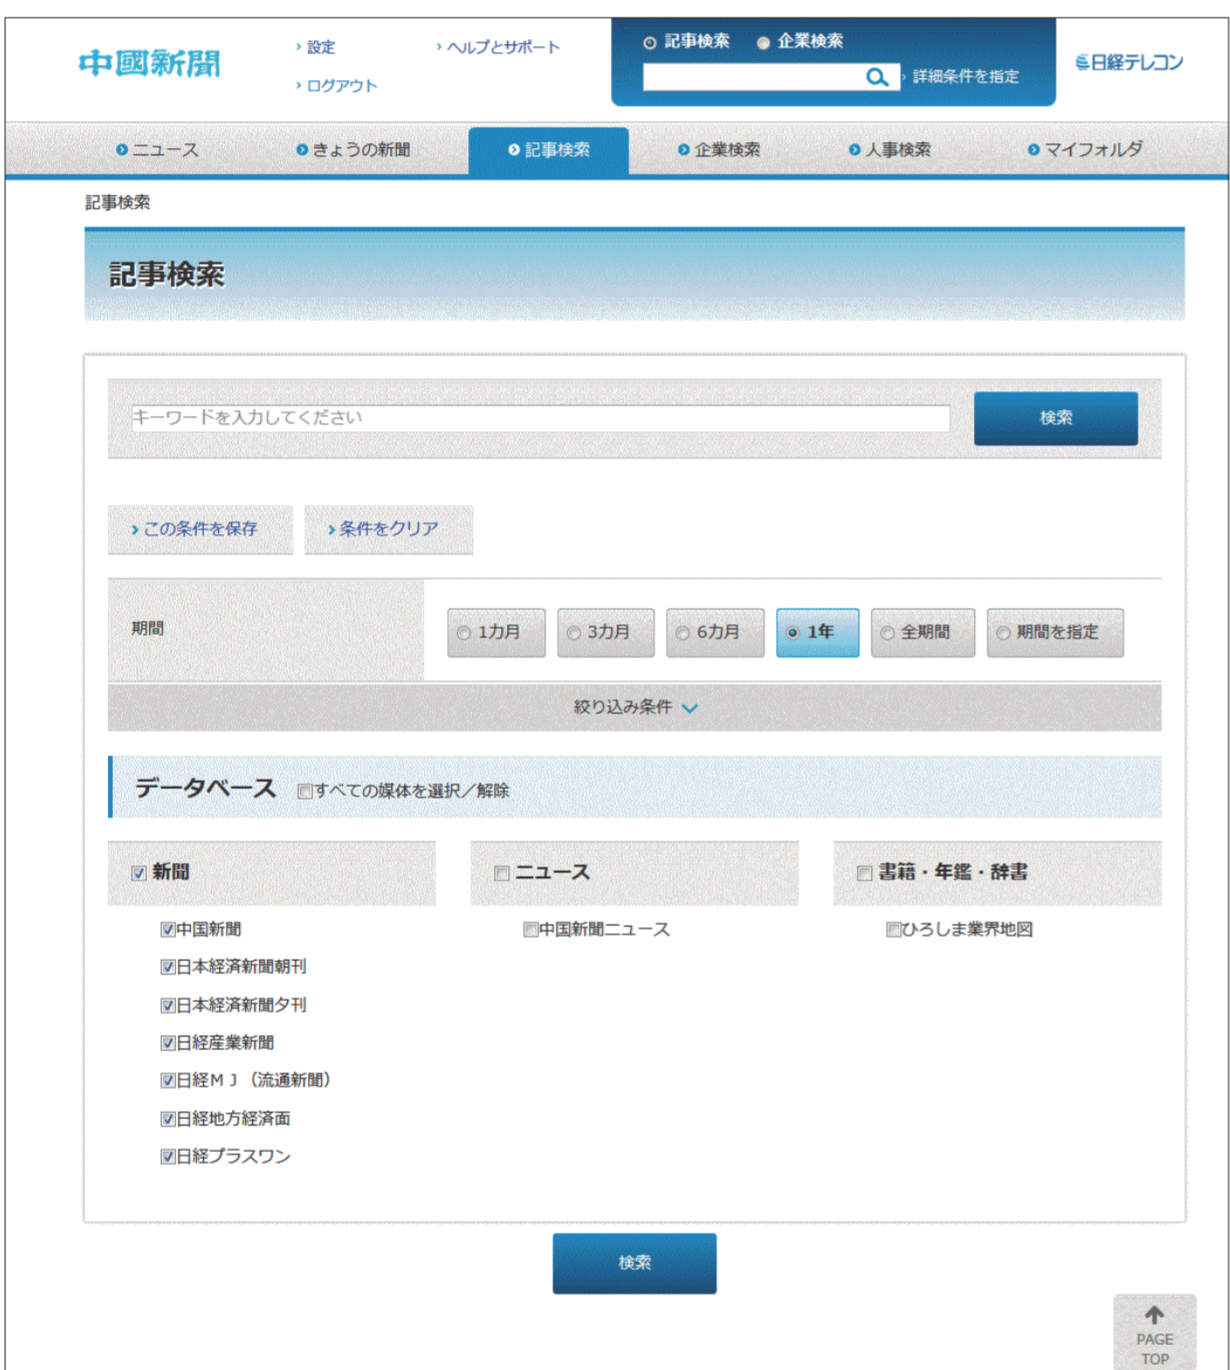 中國新聞
設定
ヘルプとサポート
ログアウト
記事検索 企業検索
詳細条件を指定
日経テレコン
ニュース きょうの新聞 記事検索 企業検索 人事検索 マイフォルダ
記事検索
記事検索
キーワードを入力してください 検索
この条件を保存 条件をクリア
期間 1カ月 3カ月 6カ月 1年 全期間 期間を指定
絞り込み条件
データベース すべての媒体を選択／解除
新聞 ニュース 書籍・年鑑・辞書
中国新聞 中国新聞ニュース ひろしま業界地図
日本経済新聞朝刊
日本経済新聞夕刊
日経産業新聞
日経ＭＪ（流通新聞）
日経地方経済面
日経プラスワン
検索
PAGE
TOP